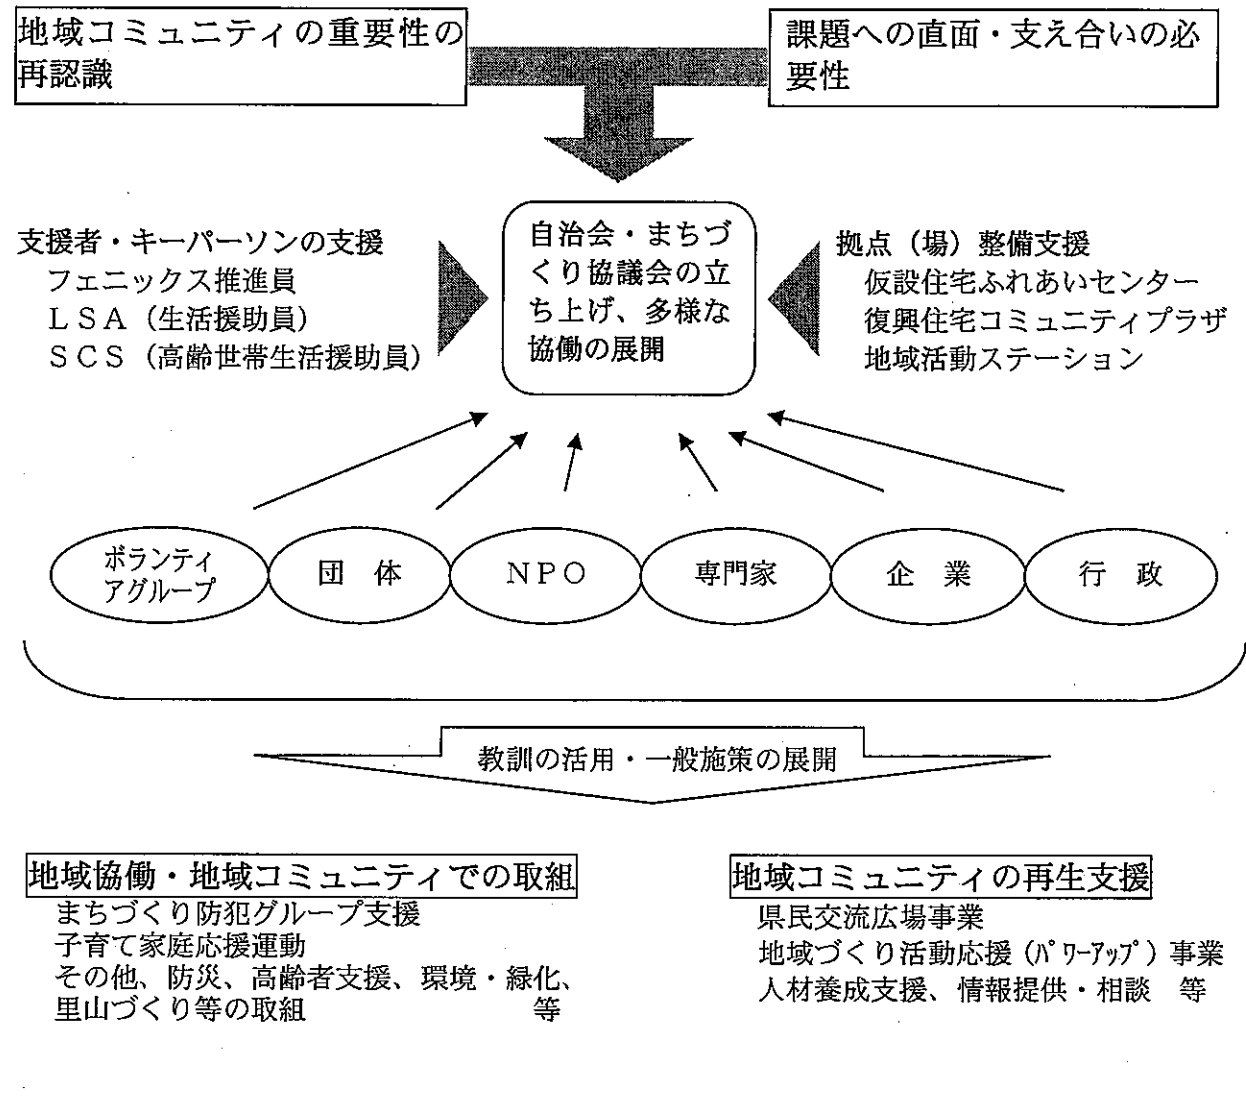 地域コミュニティの重要性の
再認識
課題への直面・支え合いの必
要性
自治会・まちづ
くり協議会の立
ち上げ、多様な
協働の展開
支援者・キーパーソンの支援
フェニックス推進員
ＬＳＡ（生活援助員）
ＳＣＳ（高齢世帯生活援助員）
拠点（場）整備支援
仮設住宅ふれあいセンター
復興住宅コミュニティプラザ
地域活動ステーション
ボランティ
アグループ
団　体
ＮＰＯ
専門家
企　業
行　政
教訓の活用・一般施策の展開
地域協働・地域コミュニティでの取組
まちづくり防犯グループ支援
子育て家庭応援運動
その他、防災、高齢者支援、環境・緑化、
里山づくり等の取組　等
地域コミュニティの再生支援
県民交流広場事業
地域づくり活動応援（ﾊﾟﾜｰｱｯﾌﾟ）事業
人材養成支援、情報提供・相談　等